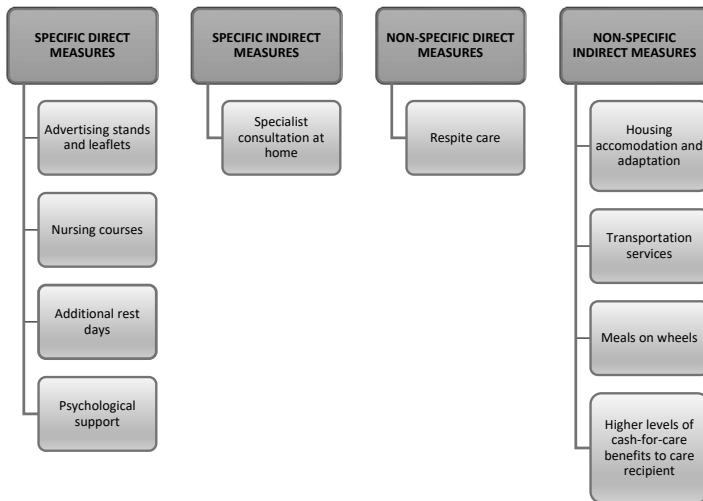 SPECIFIC DIRECT
MEASURES
Advertising stands
and leaflets
Nursing courses
Additional rest
days
Psychological
support
SPECIFIC INDIRECT
MEASURES
Specialist
consultation at
home
NON-SPECIFIC DIRECT
MEASURES
Respite care
NON-SPECIFIC
INDIRECT MEASURES
Housing
accomodation and
adaptation
Transportation
services
Meals on wheels
Higher levels of
cash-for-care
benefits to care
recipient